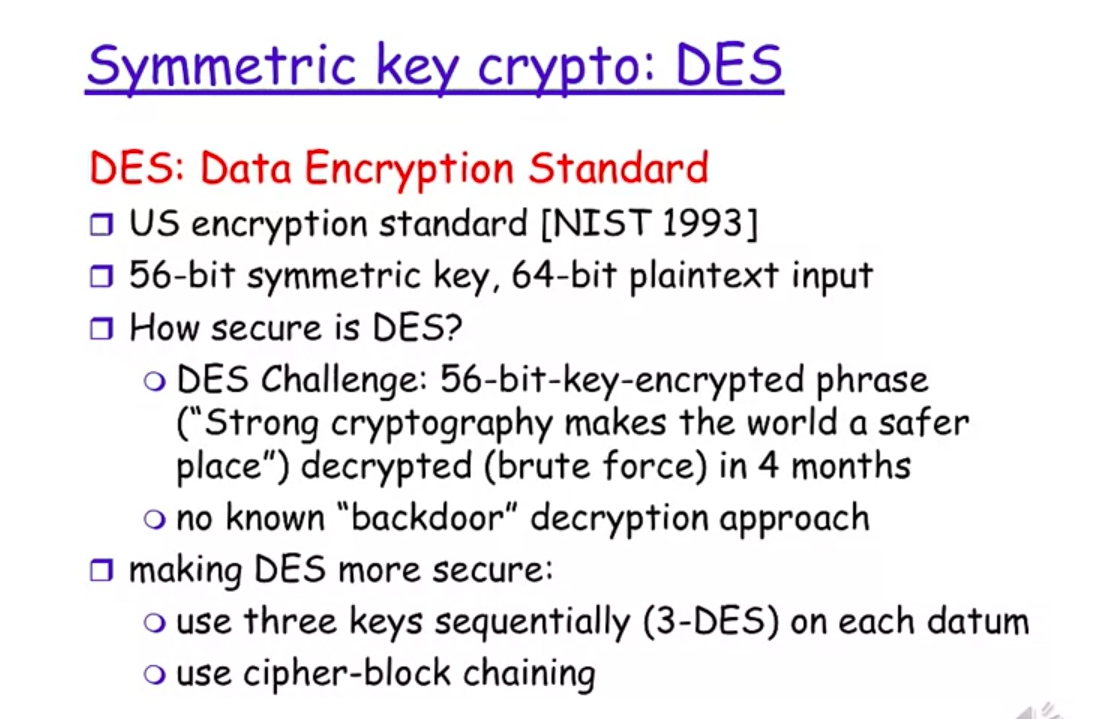 Symmetric key crypto: DES
DES: Data Encryption Standard
US encryption standard [NIST 1993]
56-bit symmetric key, 64-bit plaintext input
How secure is DES?
DES Challenge: 56-bit-key-encrypted phrase
("Strong cryptography makes the world a safer
place") decrypted (brute force) in 4 months
no known "backdoor" decryption approach
making DES more secure:
use three keys sequentially (3-DES) on each datum
use cipher-block chaining